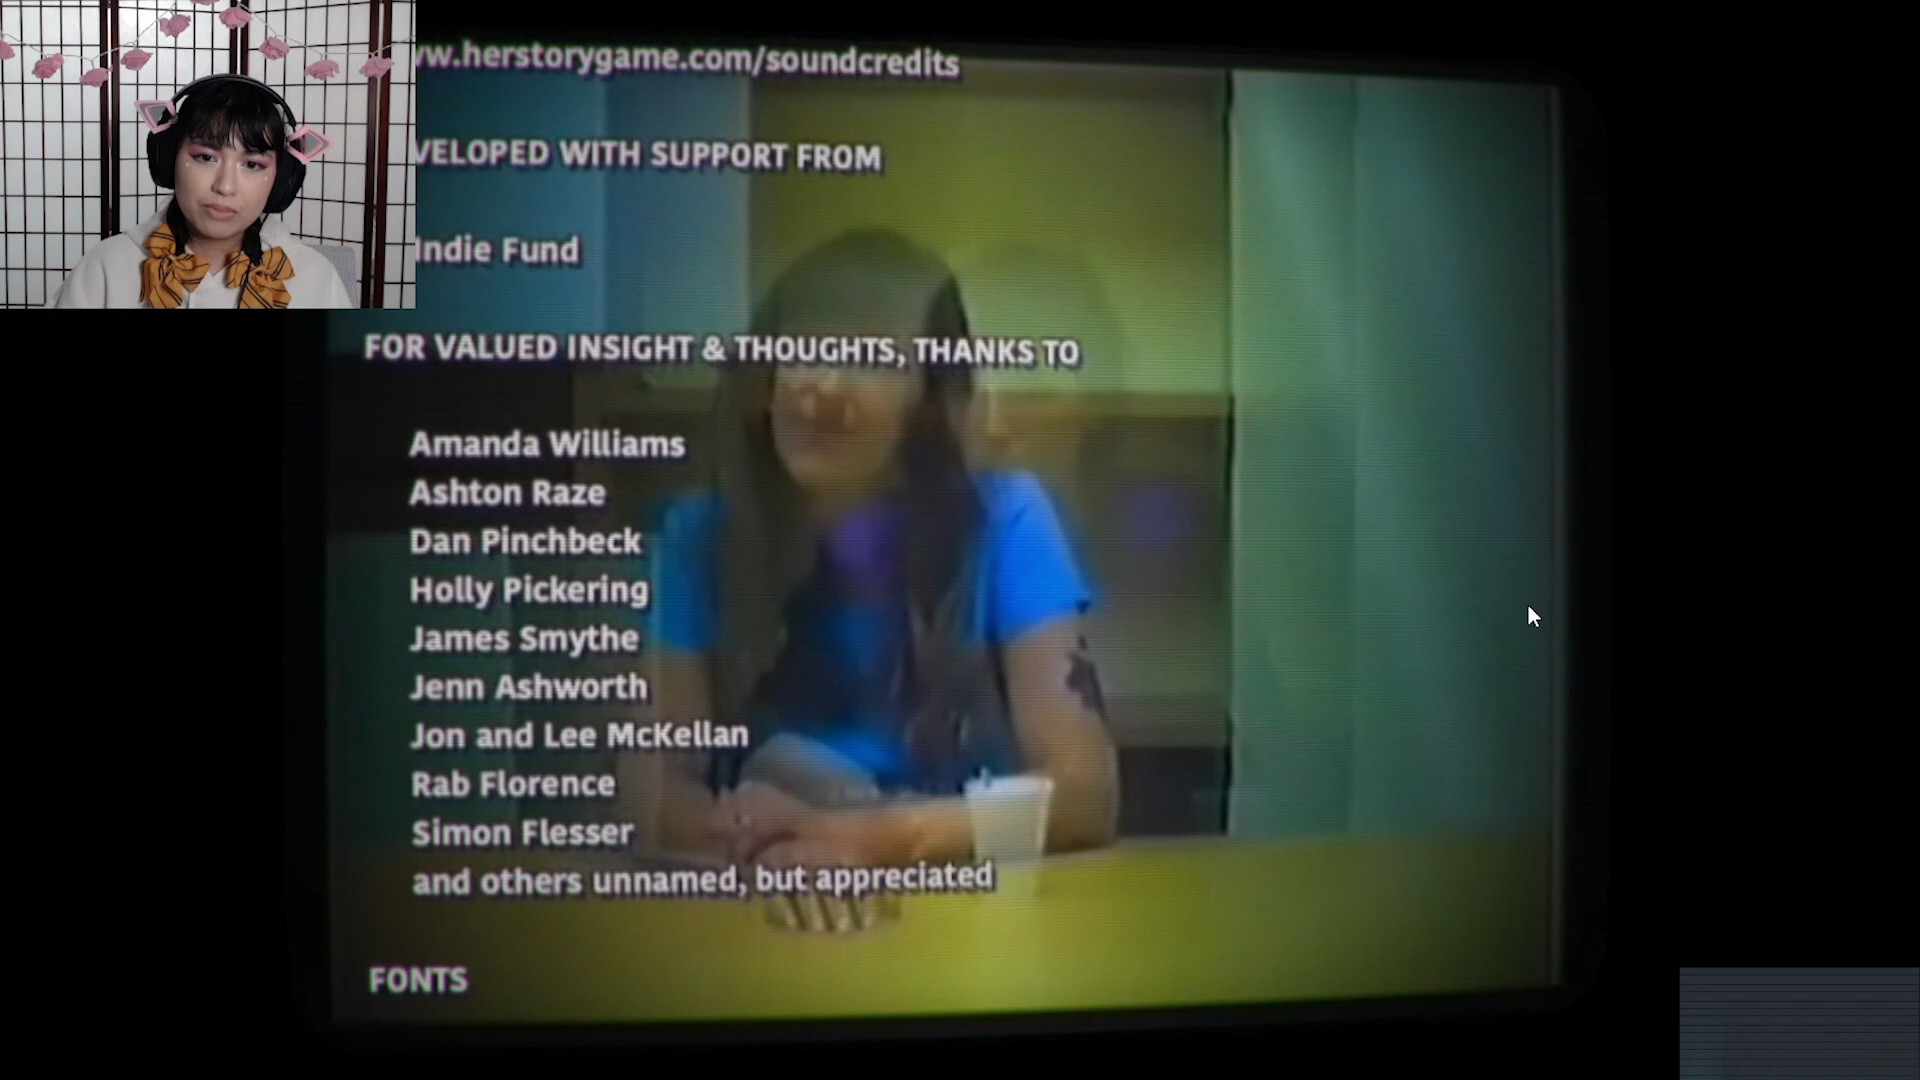 w.herstorygame.com/soundcredits
VELOPED WITH SUPPORT FROM
Indie Fund
FOR VALUED INSIGHT & THOUGHTS, THANKS TO
Amanda Williams
Ashton Raze
Dan Pinchbeck
Holly Pickering
James Smythe
Jenn Ashworth
Jon and Lee McKellan
Rab Florence
Simon Flesser
and others unnamed, but appreciated
FONTS